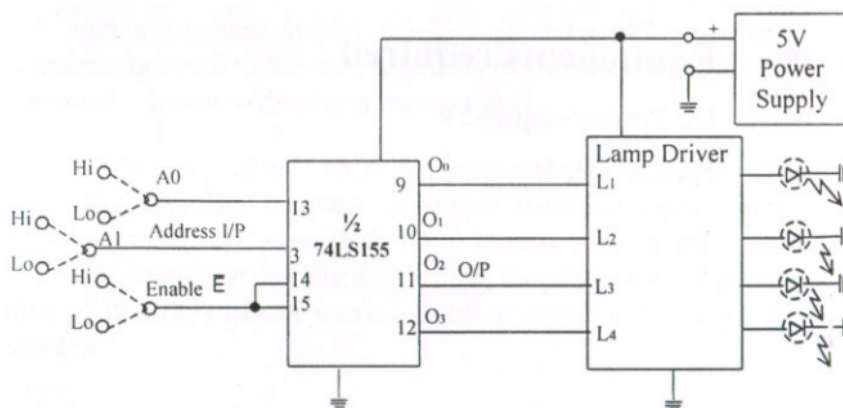 +
5V
Power
Supply
Lamp Driver
Hi
A0
Lo
13
Hi
A1
Address I/P
3
Lo
Hi
Enable E̅
14
15
Lo
½
74LS155
9
O₀
10
O₁
11
O₂
O/P
12
O₃
L₁
L₂
L₃
L₄